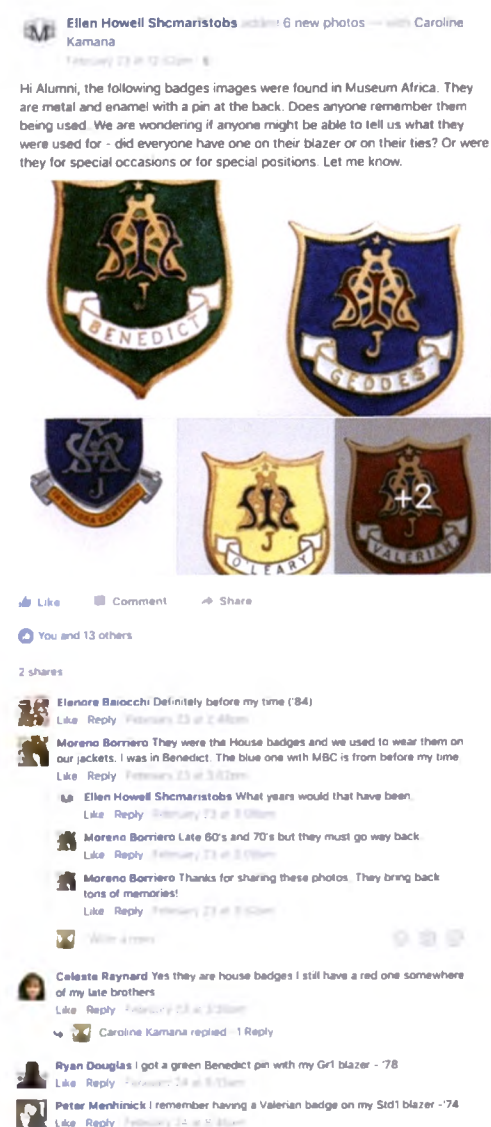 Ellen Howell Shcmaristobs 6 new photos Caroline
Kamana
Hi Alumni, the following badges images were found in Museum Africa. They
are metal and enamel with a pin at the back. Does anyone remember them
being used. We are wondering if anyone might be able to tell us what they
were used for - did everyone have one on their blazer or on their ties? Or were
they for special occasions or for special positions. Let me know.
J
BENEDICT
J
GEDDES
J
AD MELIORA CONTENDO
J
O'LEARY
+2
VALERIAN
Like Comment Share
You and 13 others
2 shares
Elenore Baiocchi Definitely before my time ('84)
Like Reply
Moreno Borriero They were the House badges and we used to wear them on
our jackets. I was in Benedict. The blue one with MBC is from before my time
Like Reply
Ellen Howell Shcmaristobs What years would that have been.
Like Reply
Moreno Borriero Late 60's and 70's but they must go way back
Like Reply
Moreno Borriero Thanks for sharing these photos. They bring back
tons of memories!
Like Reply
Celeste Raynard Yes they are house badges I still have a red one somewhere
of my late brothers
Like Reply
Caroline Kamana replied 1 Reply
Ryan Douglas I got a green Benedict pin with my Gr1 blazer - '78
Like Reply
Peter Menhinick I remember having a Valerian badge on my Std1 blazer -'74
Like Reply